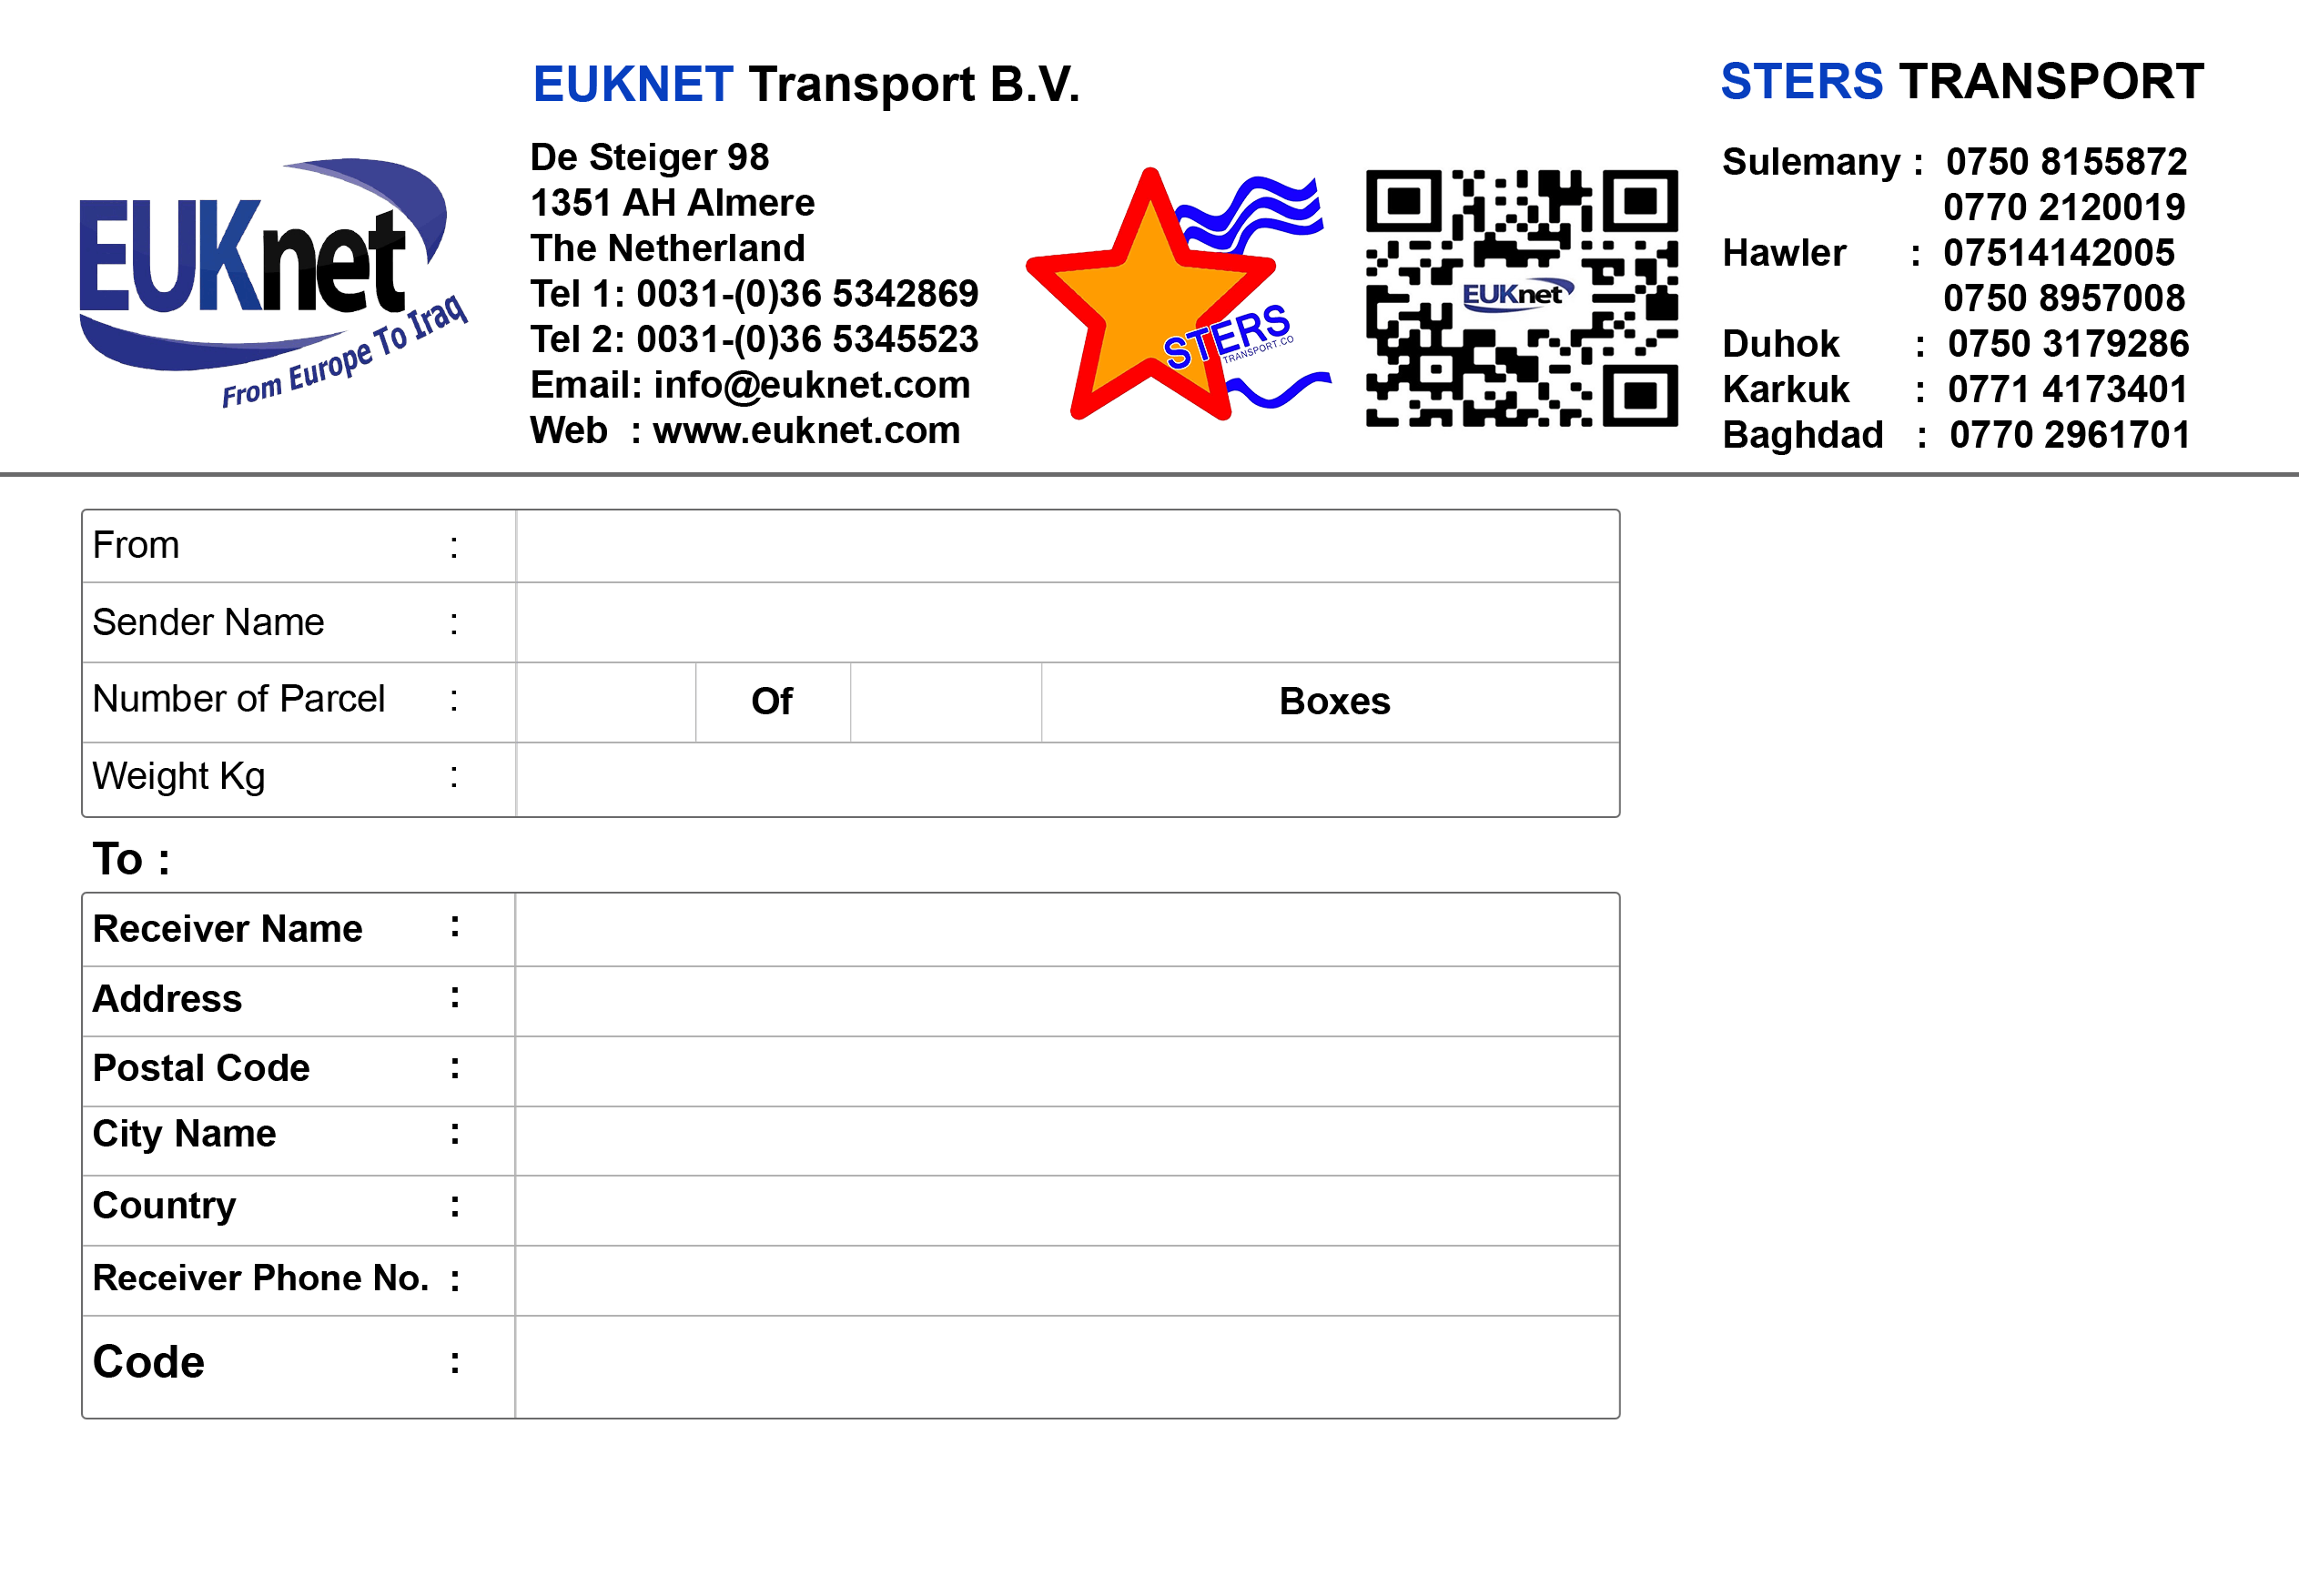 EUKnet
From Europe To Iraq
EUKNET Transport B.V.
De Steiger 98
1351 AH Almere
The Netherland
Tel 1: 0031-(0)36 5342869
Tel 2: 0031-(0)36 5345523
Email: info@euknet.com
Web : www.euknet.com
STERS
TRANSPORT.CO
EUKnet
STERS TRANSPORT
Sulemany : 0750 8155872
0770 2120019
Hawler : 07514142005
0750 8957008
Duhok : 0750 3179286
Karkuk : 0771 4173401
Baghdad : 0770 2961701
From :
Sender Name :
Number of Parcel : Of Boxes
Weight Kg :
To :
Receiver Name :
Address :
Postal Code :
City Name :
Country :
Receiver Phone No. :
Code :